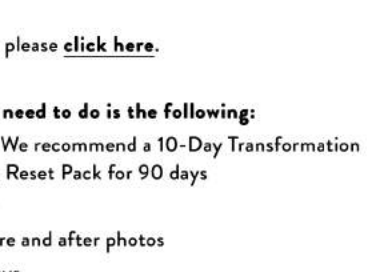 please click here.
need to do is the following:
We recommend a 10-Day Transformation
Reset Pack for 90 days
re and after photos